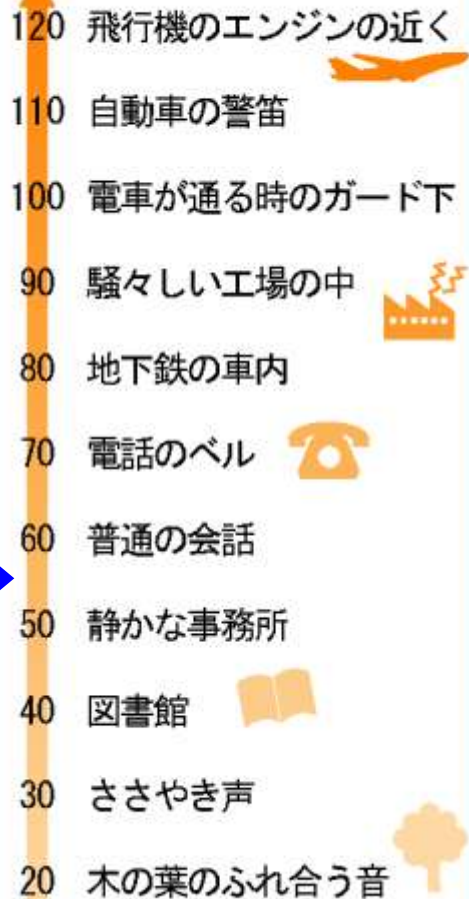 120 飛行機のエンジンの近く
110 自動車の警笛
100 電車が通る時のガード下
90 騒々しい工場の中
80 地下鉄の車内
70 電話のベル
60 普通の会話
50 静かな事務所
40 図書館
30 ささやき声
20 木の葉のふれ合う音